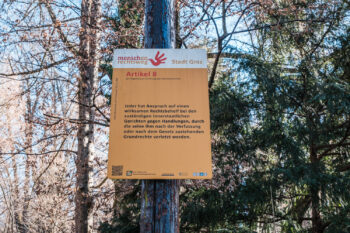 menschen
rechtsweg
Stadt Graz
Artikel 8
Jeder hat Anspruch auf einen
wirksamen Rechtsbehelf bei den
zuständigen innerstaatlichen
Gerichten gegen Handlungen, durch
die seine ihm nach der Verfassung
oder nach dem Gesetz zustehenden
Grundrechte verletzt werden.